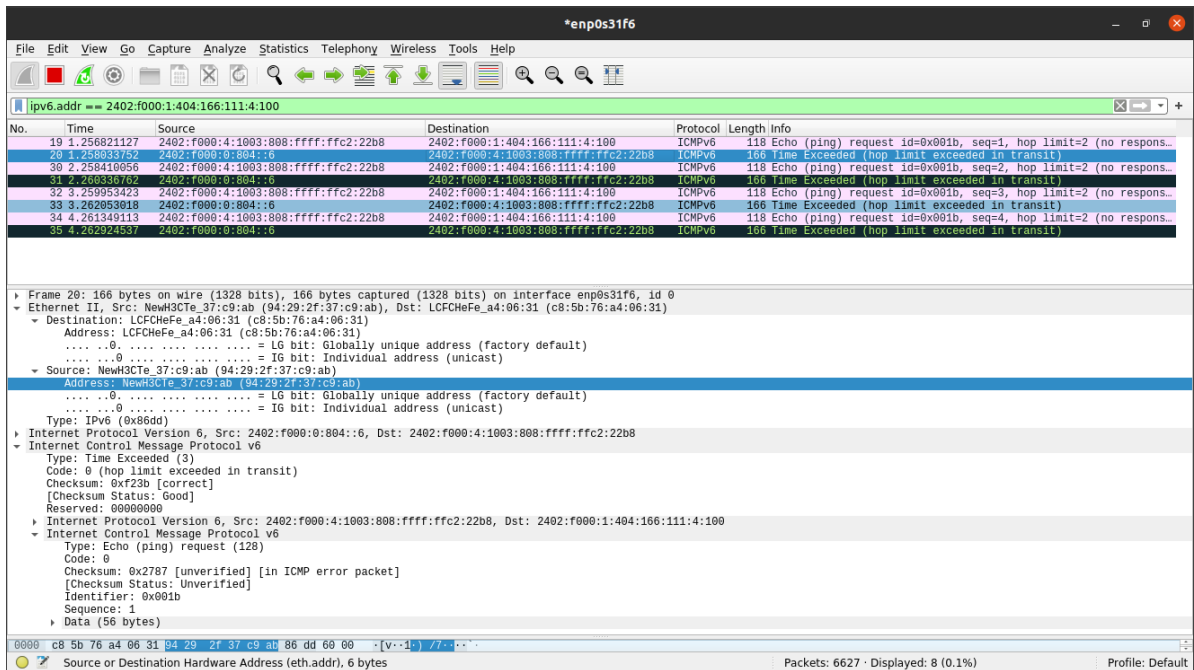 *enp0s31f6
File Edit View Go Capture Analyze Statistics Telephony Wireless Tools Help
ipv6.addr == 2402:f000:1:404:166:111:4:100
No. Time Source Destination Protocol Length Info
19 1.256821127 2402:f000:4:1003:808:ffff:ffc2:22b8 2402:f000:1:404:166:111:4:100 ICMPv6 118 Echo (ping) request id=0x001b, seq=1, hop limit=2 (no respons…
20 1.258033752 2402:f000:0:804::6 2402:f000:4:1003:808:ffff:ffc2:22b8 ICMPv6 166 Time Exceeded (hop limit exceeded in transit)
30 2.258410056 2402:f000:4:1003:808:ffff:ffc2:22b8 2402:f000:1:404:166:111:4:100 ICMPv6 118 Echo (ping) request id=0x001b, seq=2, hop limit=2 (no respons…
31 2.260336762 2402:f000:0:804::6 2402:f000:4:1003:808:ffff:ffc2:22b8 ICMPv6 166 Time Exceeded (hop limit exceeded in transit)
32 3.259953423 2402:f000:4:1003:808:ffff:ffc2:22b8 2402:f000:1:404:166:111:4:100 ICMPv6 118 Echo (ping) request id=0x001b, seq=3, hop limit=2 (no respons…
33 3.262053018 2402:f000:0:804::6 2402:f000:4:1003:808:ffff:ffc2:22b8 ICMPv6 166 Time Exceeded (hop limit exceeded in transit)
34 4.261349113 2402:f000:4:1003:808:ffff:ffc2:22b8 2402:f000:1:404:166:111:4:100 ICMPv6 118 Echo (ping) request id=0x001b, seq=4, hop limit=2 (no respons…
35 4.262924537 2402:f000:0:804::6 2402:f000:4:1003:808:ffff:ffc2:22b8 ICMPv6 166 Time Exceeded (hop limit exceeded in transit)
Frame 20: 166 bytes on wire (1328 bits), 166 bytes captured (1328 bits) on interface enp0s31f6, id 0
Ethernet II, Src: NewH3CTe_37:c9:ab (94:29:2f:37:c9:ab), Dst: LCFCHeFe_a4:06:31 (c8:5b:76:a4:06:31)
Destination: LCFCHeFe_a4:06:31 (c8:5b:76:a4:06:31)
Address: LCFCHeFe_a4:06:31 (c8:5b:76:a4:06:31)
.... ..0. .... .... .... .... = LG bit: Globally unique address (factory default)
.... ...0 .... .... .... .... = IG bit: Individual address (unicast)
Source: NewH3CTe_37:c9:ab (94:29:2f:37:c9:ab)
Address: NewH3CTe_37:c9:ab (94:29:2f:37:c9:ab)
.... ..0. .... .... .... .... = LG bit: Globally unique address (factory default)
.... ...0 .... .... .... .... = IG bit: Individual address (unicast)
Type: IPv6 (0x86dd)
Internet Protocol Version 6, Src: 2402:f000:0:804::6, Dst: 2402:f000:4:1003:808:ffff:ffc2:22b8
Internet Control Message Protocol v6
Type: Time Exceeded (3)
Code: 0 (hop limit exceeded in transit)
Checksum: 0xf23b [correct]
[Checksum Status: Good]
Reserved: 00000000
Internet Protocol Version 6, Src: 2402:f000:4:1003:808:ffff:ffc2:22b8, Dst: 2402:f000:1:404:166:111:4:100
Internet Control Message Protocol v6
Type: Echo (ping) request (128)
Code: 0
Checksum: 0x2787 [unverified] [in ICMP error packet]
[Checksum Status: Unverified]
Identifier: 0x001b
Sequence: 1
Data (56 bytes)
0000 c8 5b 76 a4 06 31 94 29 2f 37 c9 ab 86 dd 60 00 ·[v··1·) /7····`·
Source or Destination Hardware Address (eth.addr), 6 bytes Packets: 6627 · Displayed: 8 (0.1%) Profile: Default